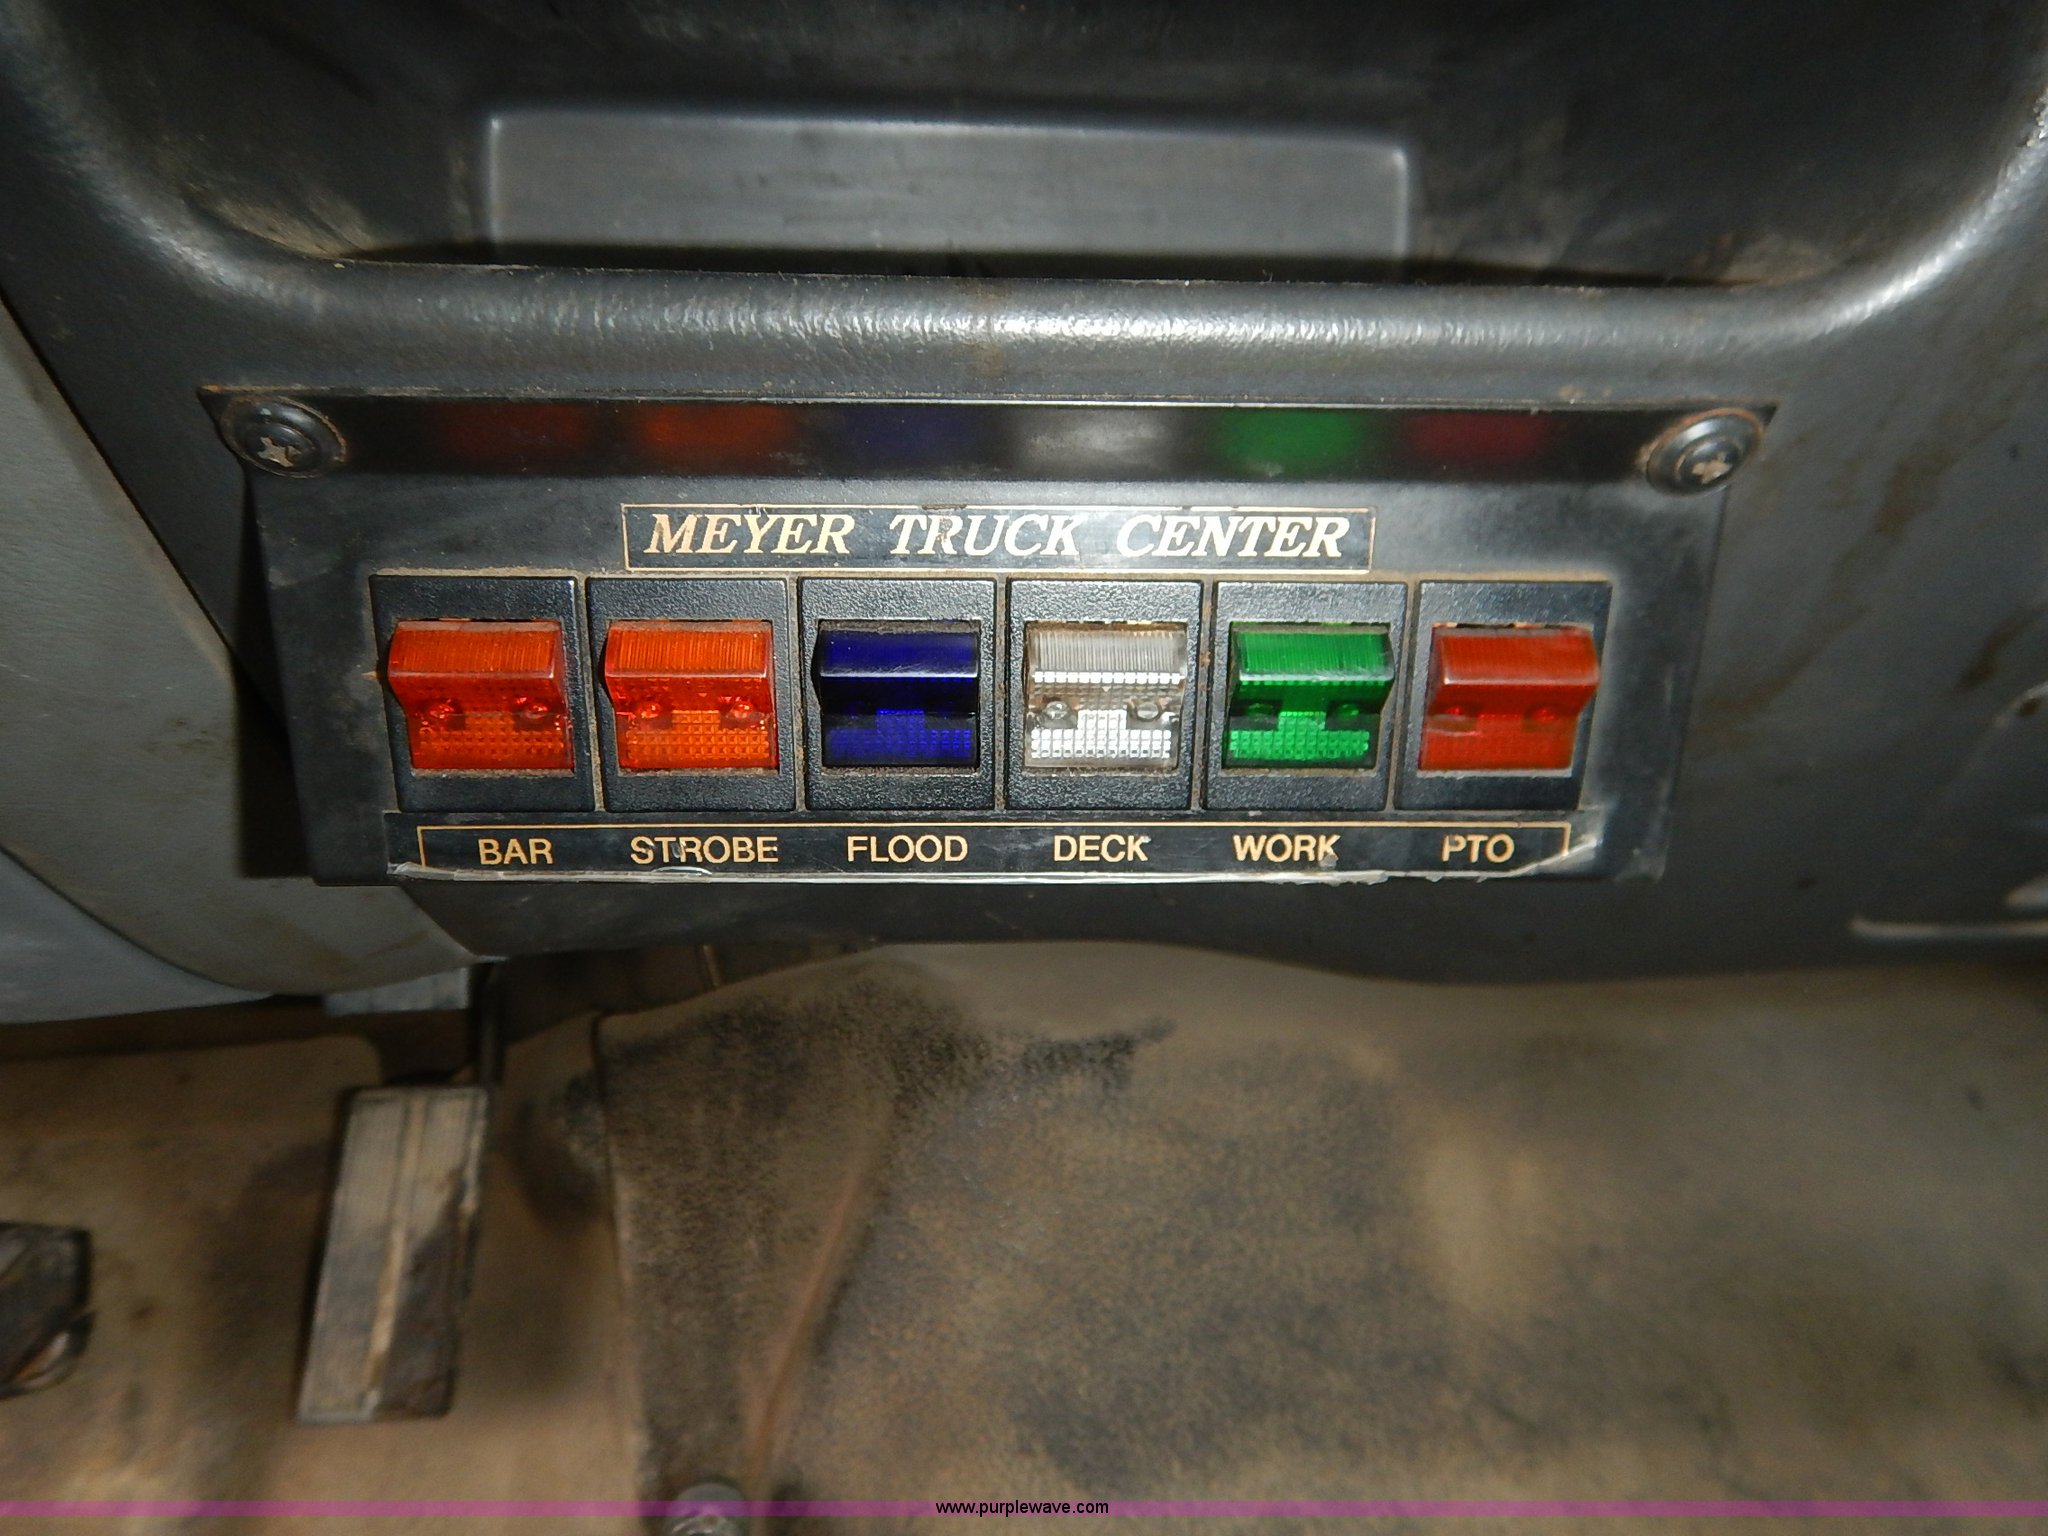 MEYER TRUCK CENTER
BAR STROBE FLOOD DECK WORK PTO
www.purplewave.com